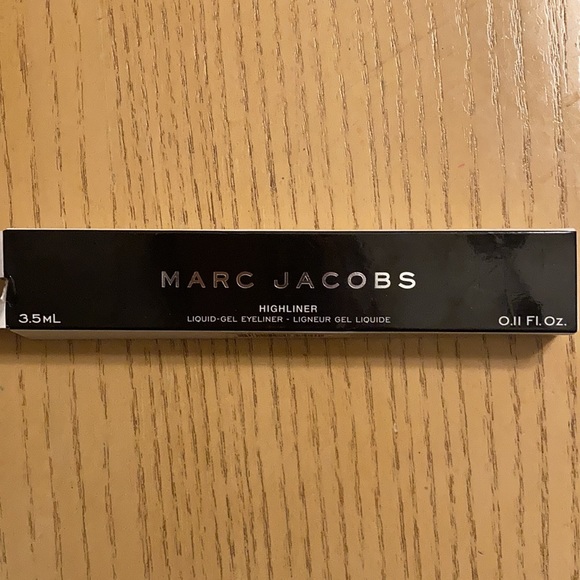 MARC JACOBS
HIGHLINER
LIQUID-GEL EYELINER - LIGNEUR GEL LIQUIDE
3.5ML
0.11 Fl. Oz.